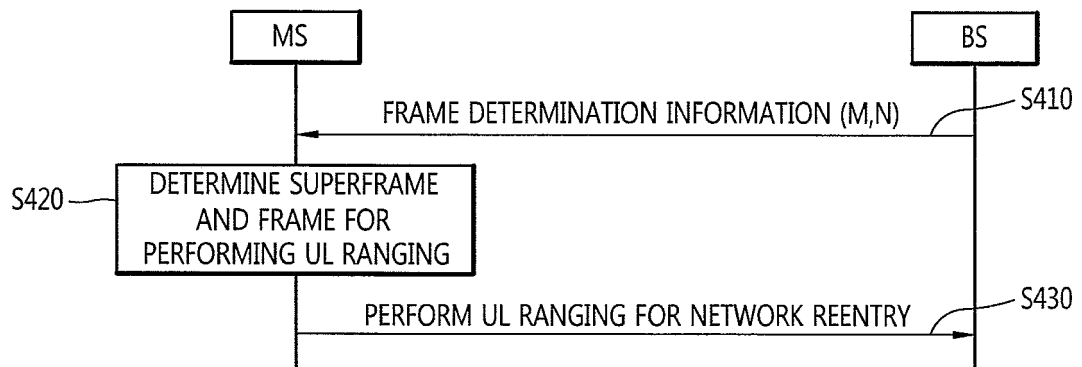 MS
BS
S410
FRAME DETERMINATION INFORMATION (M,N)
S420
DETERMINE SUPERFRAME
AND FRAME FOR
PERFORMING UL RANGING
S430
PERFORM UL RANGING FOR NETWORK REENTRY